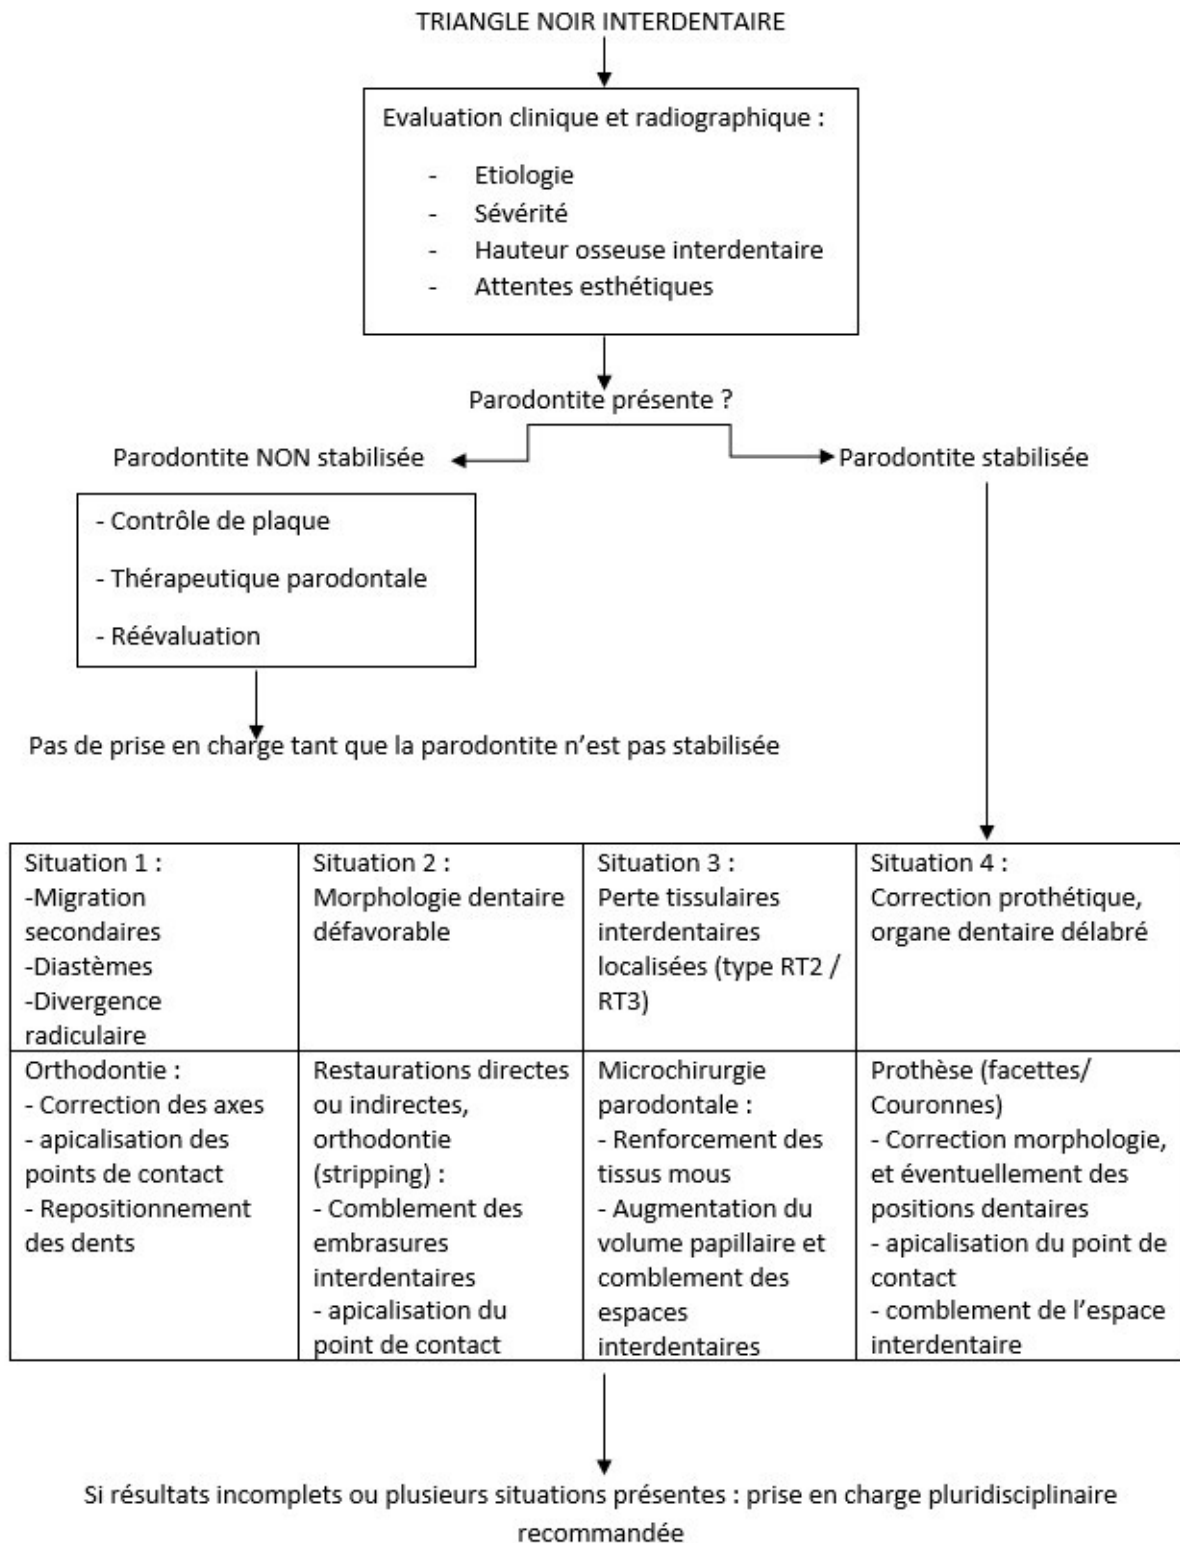 TRIANGLE NOIR INTERDENTAIRE
Evaluation clinique et radiographique :
- Etiologie
- Sévérité
- Hauteur osseuse interdentaire
- Attentes esthétiques
Parodontite présente ?
Parodontite NON stabilisée
Parodontite stabilisée
- Contrôle de plaque
- Thérapeutique parodontale
- Réévaluation
Pas de prise en charge tant que la parodontite n’est pas stabilisée
Situation 1 :
-Migration
secondaires
-Diastèmes
-Divergence
radiculaire
Situation 2 :
Morphologie dentaire
défavorable
Situation 3 :
Perte tissulaires
interdentaires
localisées (type RT2 /
RT3)
Situation 4 :
Correction prothétique,
organe dentaire délabré
Orthodontie :
- Correction des axes
- apicalisation des
points de contact
- Repositionnement
des dents
Restaurations directes
ou indirectes,
orthodontie
(stripping) :
- Comblement des
embrasures
interdentaires
- apicalisation du
point de contact
Microchirurgie
parodontale :
- Renforcement des
tissus mous
- Augmentation du
volume papillaire et
comblement des
espaces
interdentaires
Prothèse (facettes/
Couronnes)
- Correction morphologie,
et éventuellement des
positions dentaires
- apicalisation du point de
contact
- comblement de l’espace
interdentaire
Si résultats incomplets ou plusieurs situations présentes : prise en charge pluridisciplinaire
recommandée